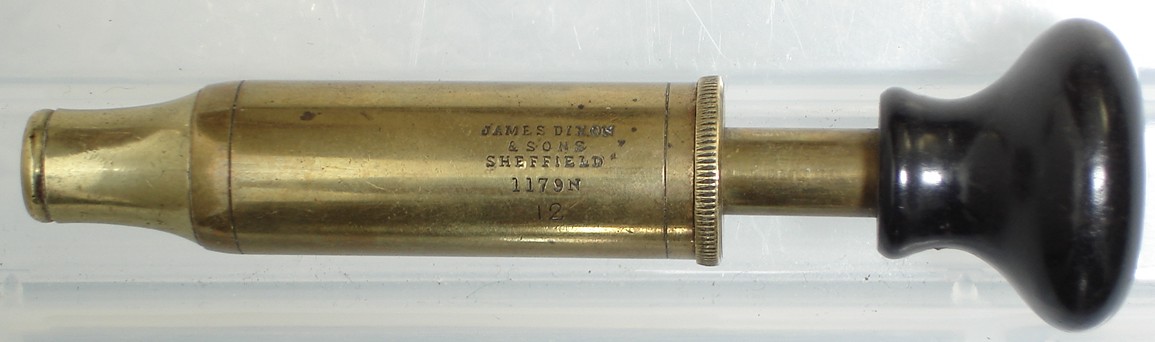 JAMES DIXON
& SONS
SHEFFIELD
1179N
12